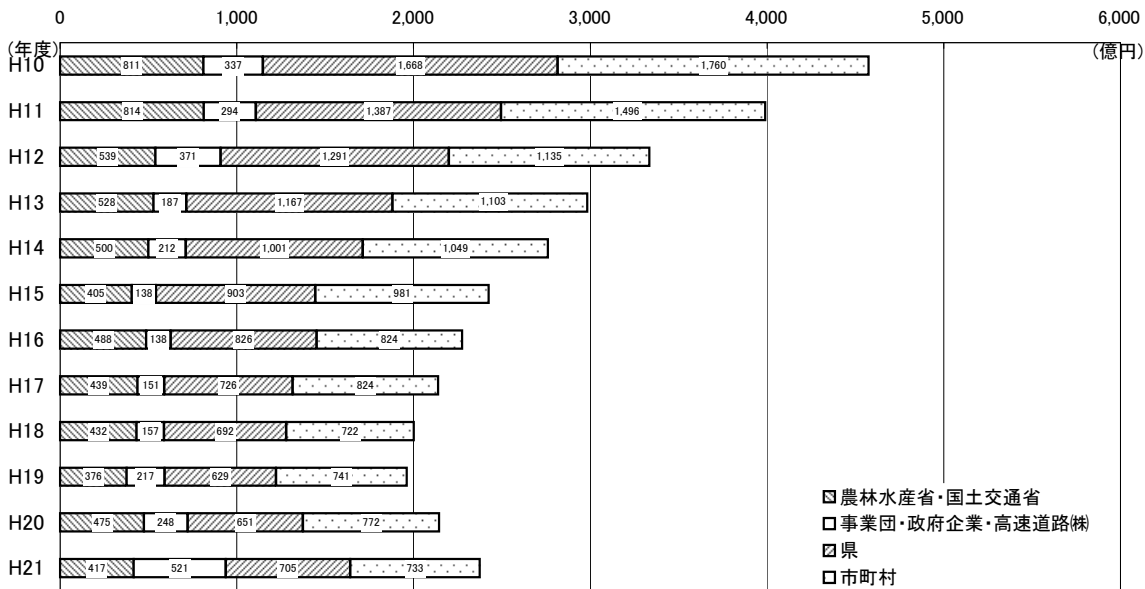 0 1,000 2,000 3,000 4,000 5,000 6,000
(年度) (億円)
H10 811 337 1,668 1,760
H11 814 294 1,387 1,496
H12 539 371 1,291 1,135
H13 528 187 1,167 1,103
H14 500 212 1,001 1,049
H15 405 138 903 981
H16 488 138 826 824
H17 439 151 726 824
H18 432 157 692 722
H19 376 217 629 741
H20 475 248 651 772
H21 417 521 705 733
農林水産省・国土交通省
事業団・政府企業・高速道路㈱
県
市町村